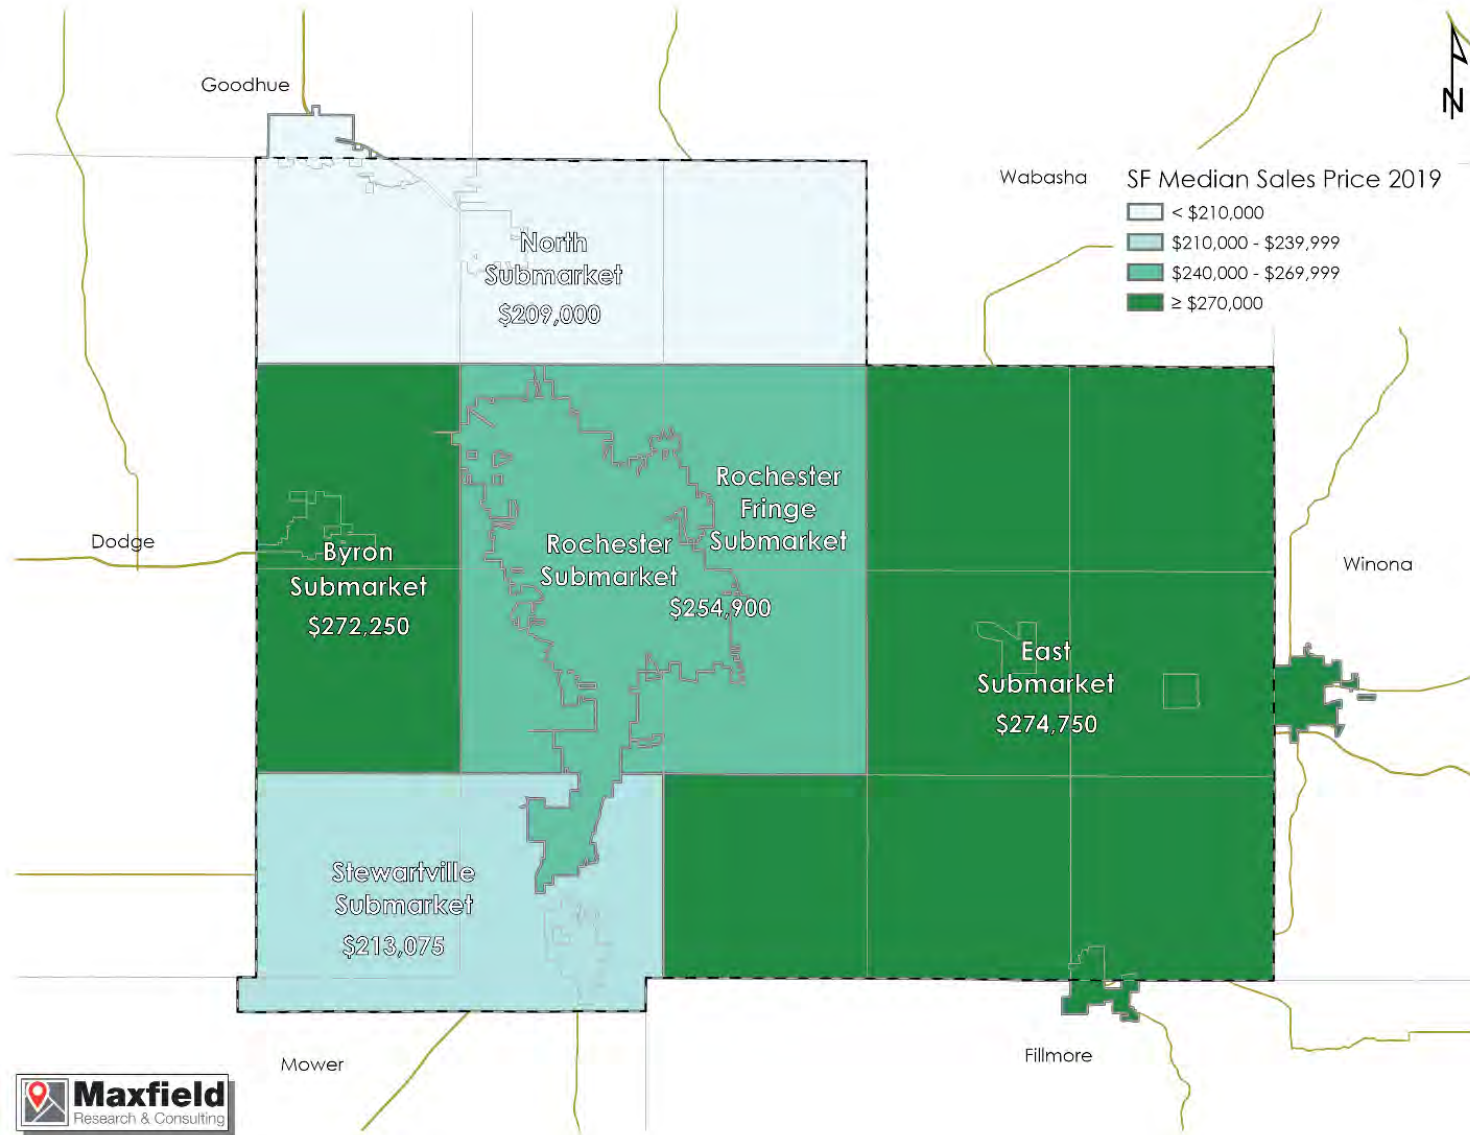 Goodhue
N
Wabasha
SF Median Sales Price 2019
< $210,000
$210,000 - $239,999
$240,000 - $269,999
≥ $270,000
North
Submarket
$209,000
Rochester
Fringe
Submarket
Dodge
Byron
Submarket
$272,250
Rochester
Submarket
$254,900
Winona
East
Submarket
$274,750
Stewartville
Submarket
$213,075
Mower
Fillmore
Maxfield
Research & Consulting